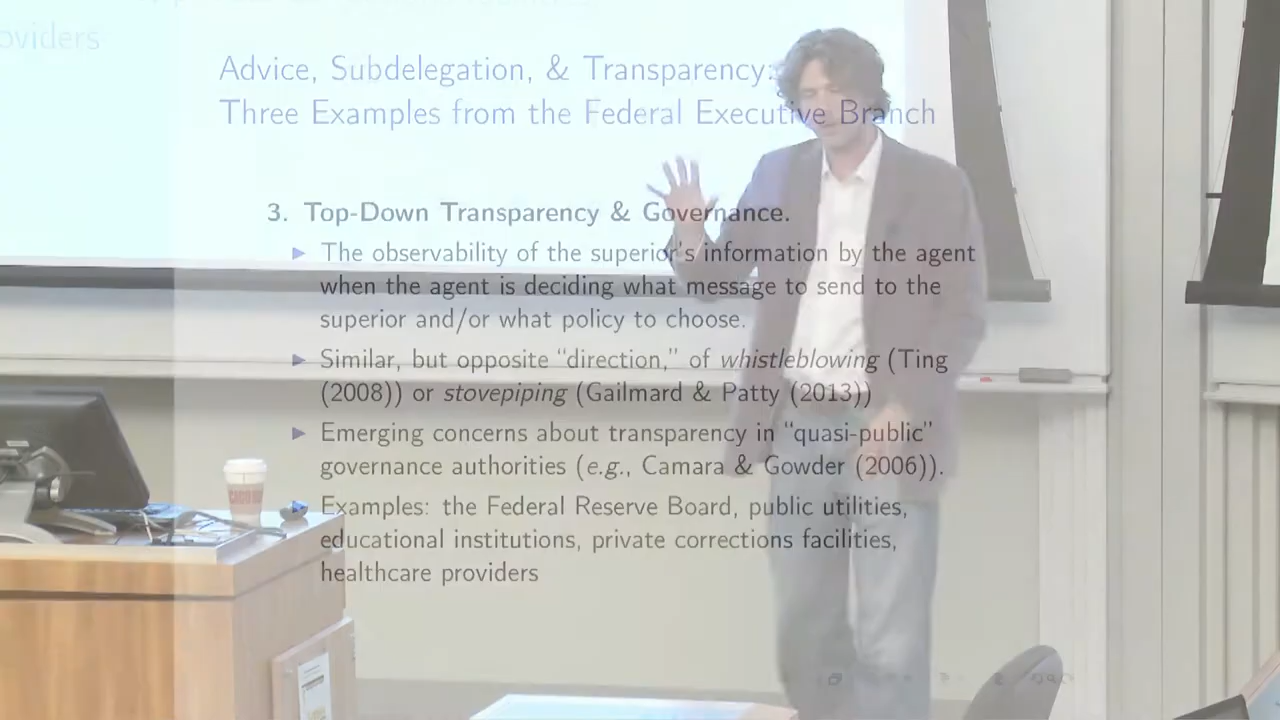 oviders
Advice, Subdelegation, & Transparency:
Three Examples from the Federal Executive Branch
3. Top-Down Transparency & Governance.
The observability of the superior's information by the agent
when the agent is deciding what message to send to the
superior and/or what policy to choose.
Similar, but opposite “direction,” of whistleblowing (Ting
(2008)) or stovepiping (Gailmard & Patty (2013))
Emerging concerns about transparency in “quasi-public”
governance authorities (e.g., Camara & Gowder (2006)).
Examples: the Federal Reserve Board, public utilities,
educational institutions, private corrections facilities,
healthcare providers